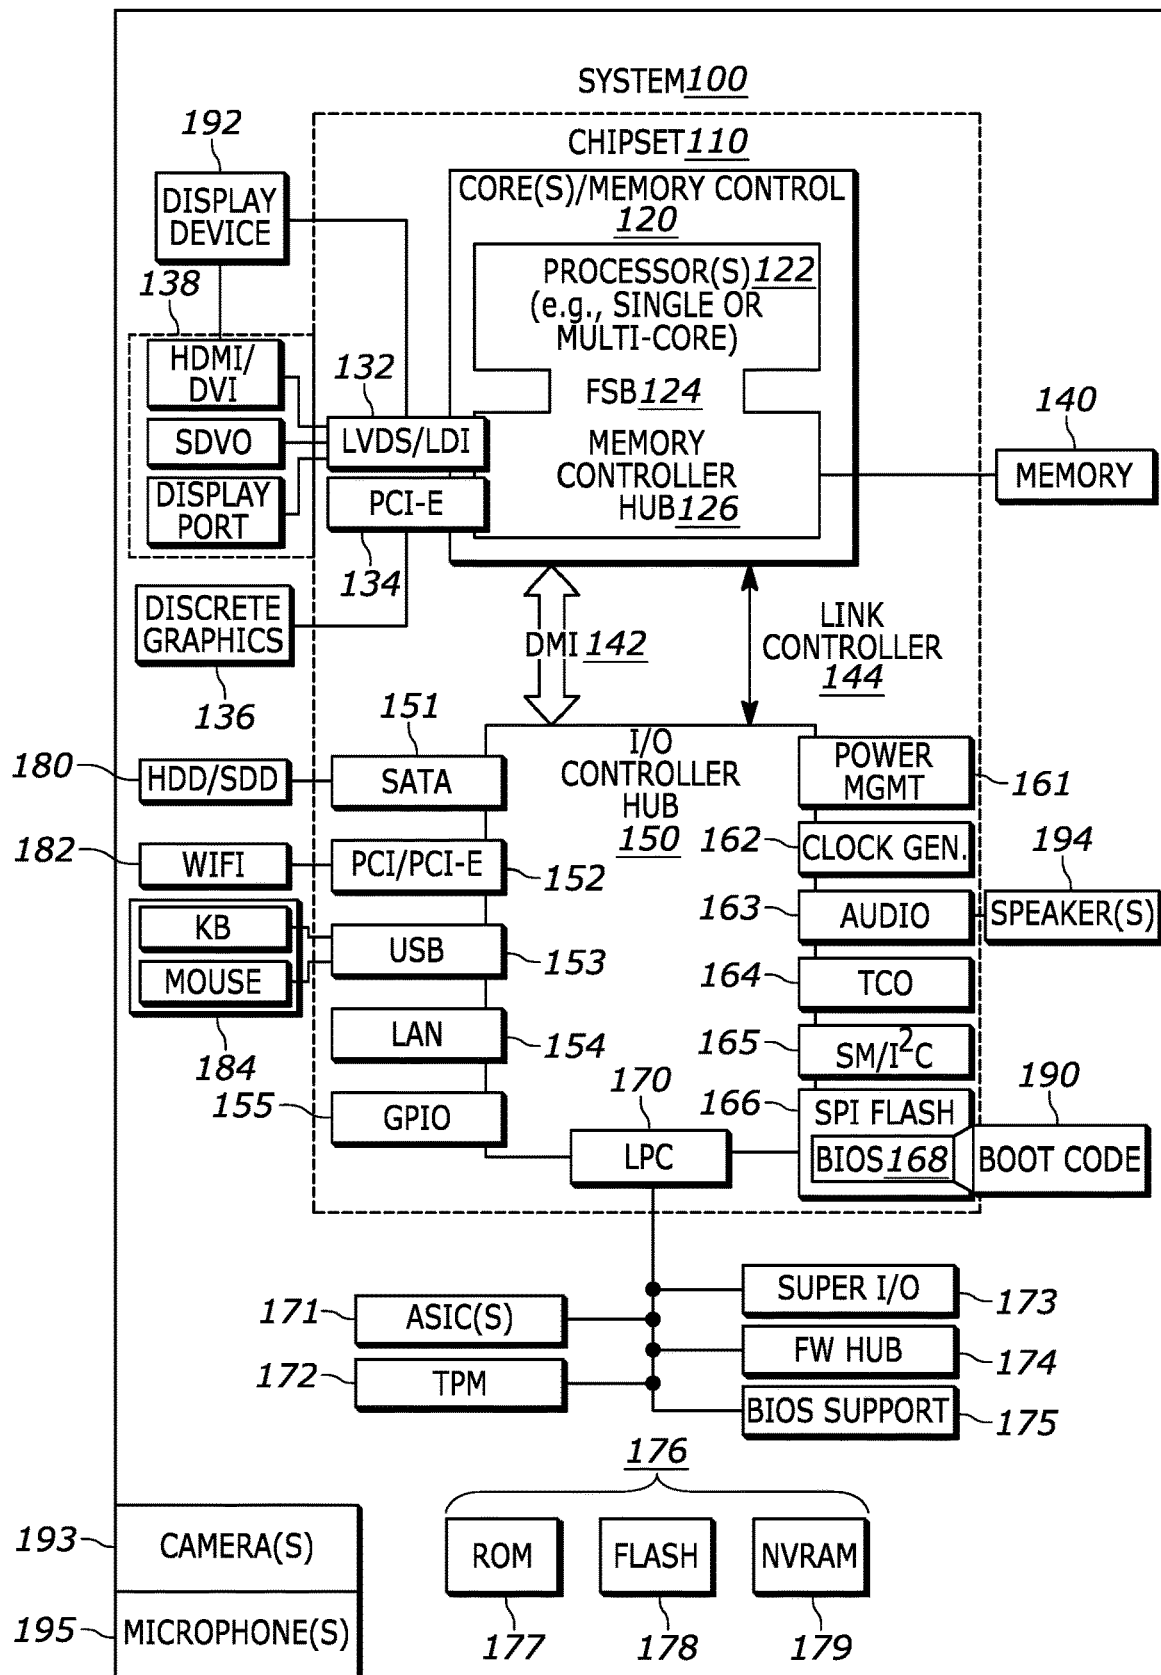 SYSTEM 100
CHIPSET 110
192
DISPLAY
DEVICE
CORE(S)/MEMORY CONTROL
120
PROCESSOR(S) 122
(e.g., SINGLE OR
MULTI-CORE)
138
HDMI/
DVI
SDVO
DISPLAY
PORT
132
LVDS/LDI
PCI-E
134
FSB 124
MEMORY
CONTROLLER
HUB 126
140
MEMORY
DISCRETE
GRAPHICS
136
DMI 142
LINK
CONTROLLER
144
151
SATA
180
HDD/SDD
I/O
CONTROLLER
HUB
150
POWER
MGMT
161
182
WIFI
PCI/PCI-E
152
162
CLOCK GEN.
194
KB
MOUSE
184
USB
153
163
AUDIO
SPEAKER(S)
164
TCO
LAN
154
165
SM/I²C
155
GPIO
170
LPC
166
SPI FLASH
BIOS 168
190
BOOT CODE
171
ASIC(S)
SUPER I/O
173
172
TPM
FW HUB
174
BIOS SUPPORT
175
176
193
CAMERA(S)
ROM
FLASH
NVRAM
195
MICROPHONE(S)
177
178
179